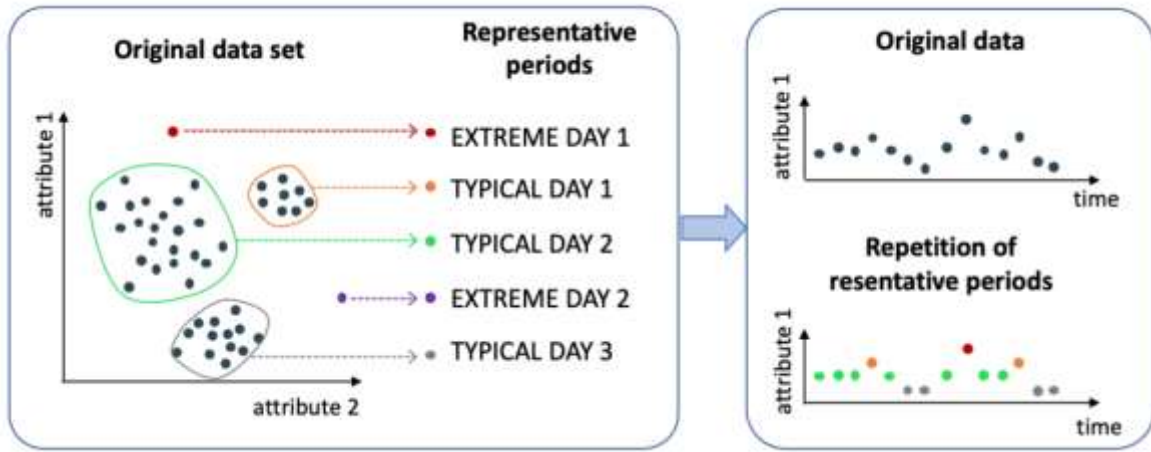 Original data set
Representative
periods
attribute 1
EXTREME DAY 1
TYPICAL DAY 1
TYPICAL DAY 2
EXTREME DAY 2
TYPICAL DAY 3
attribute 2
Original data
attribute 1
time
Repetition of
resentative periods
attribute 1
time